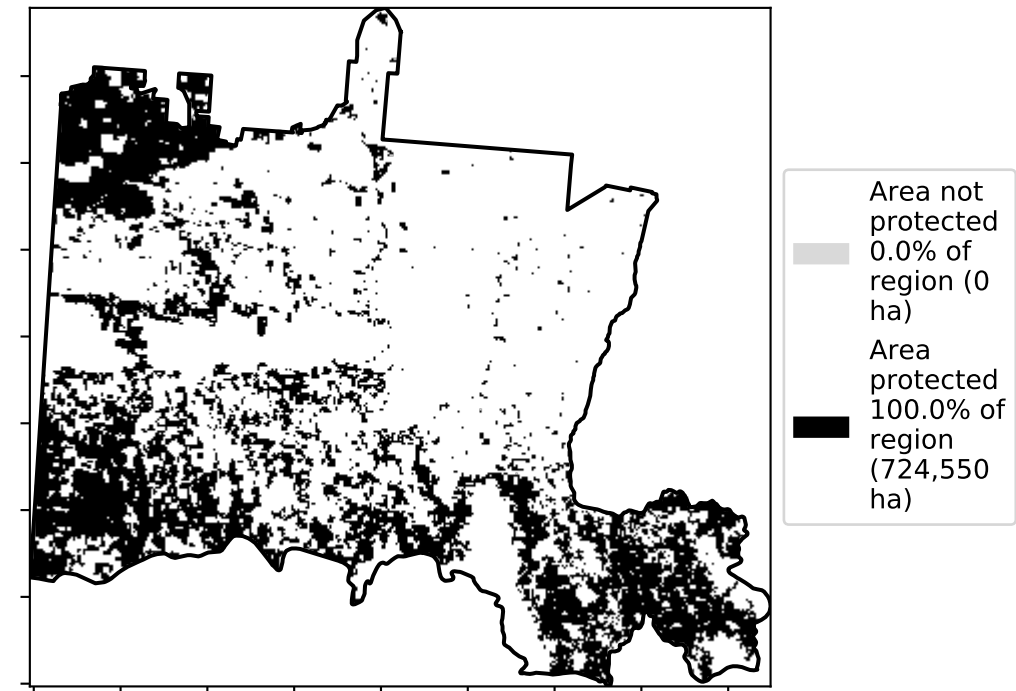 Area not
protected
0.0% of
region (0
ha)
Area
protected
100.0% of
region
(724,550
ha)